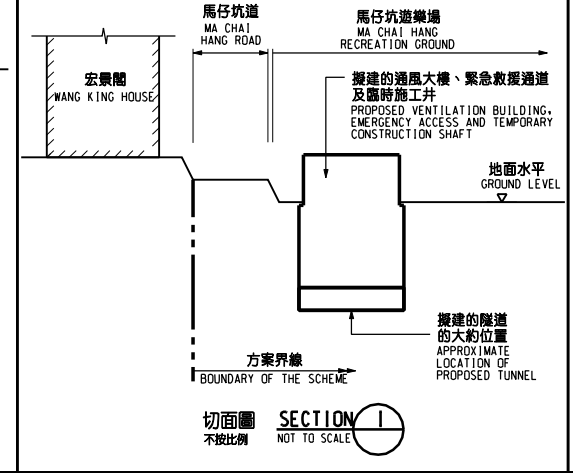 馬仔坑道
MA CHAI
HANG ROAD
馬仔坑遊樂場
MA CHAI HANG
RECREATION GROUND
宏景閣
WANG KING HOUSE
擬建的通風大樓、緊急救援通道
及臨時施工井
PROPOSED VENTILATION BUILDING,
EMERGENCY ACCESS AND TEMPORARY
CONSTRUCTION SHAFT
地面水平
GROUND LEVEL
擬建的隧道
的大約位置
APPROXIMATE
LOCATION OF
PROPOSED TUNNEL
方案界線
BOUNDARY OF THE SCHEME
切面圖
不按比例
SECTION 1
NOT TO SCALE